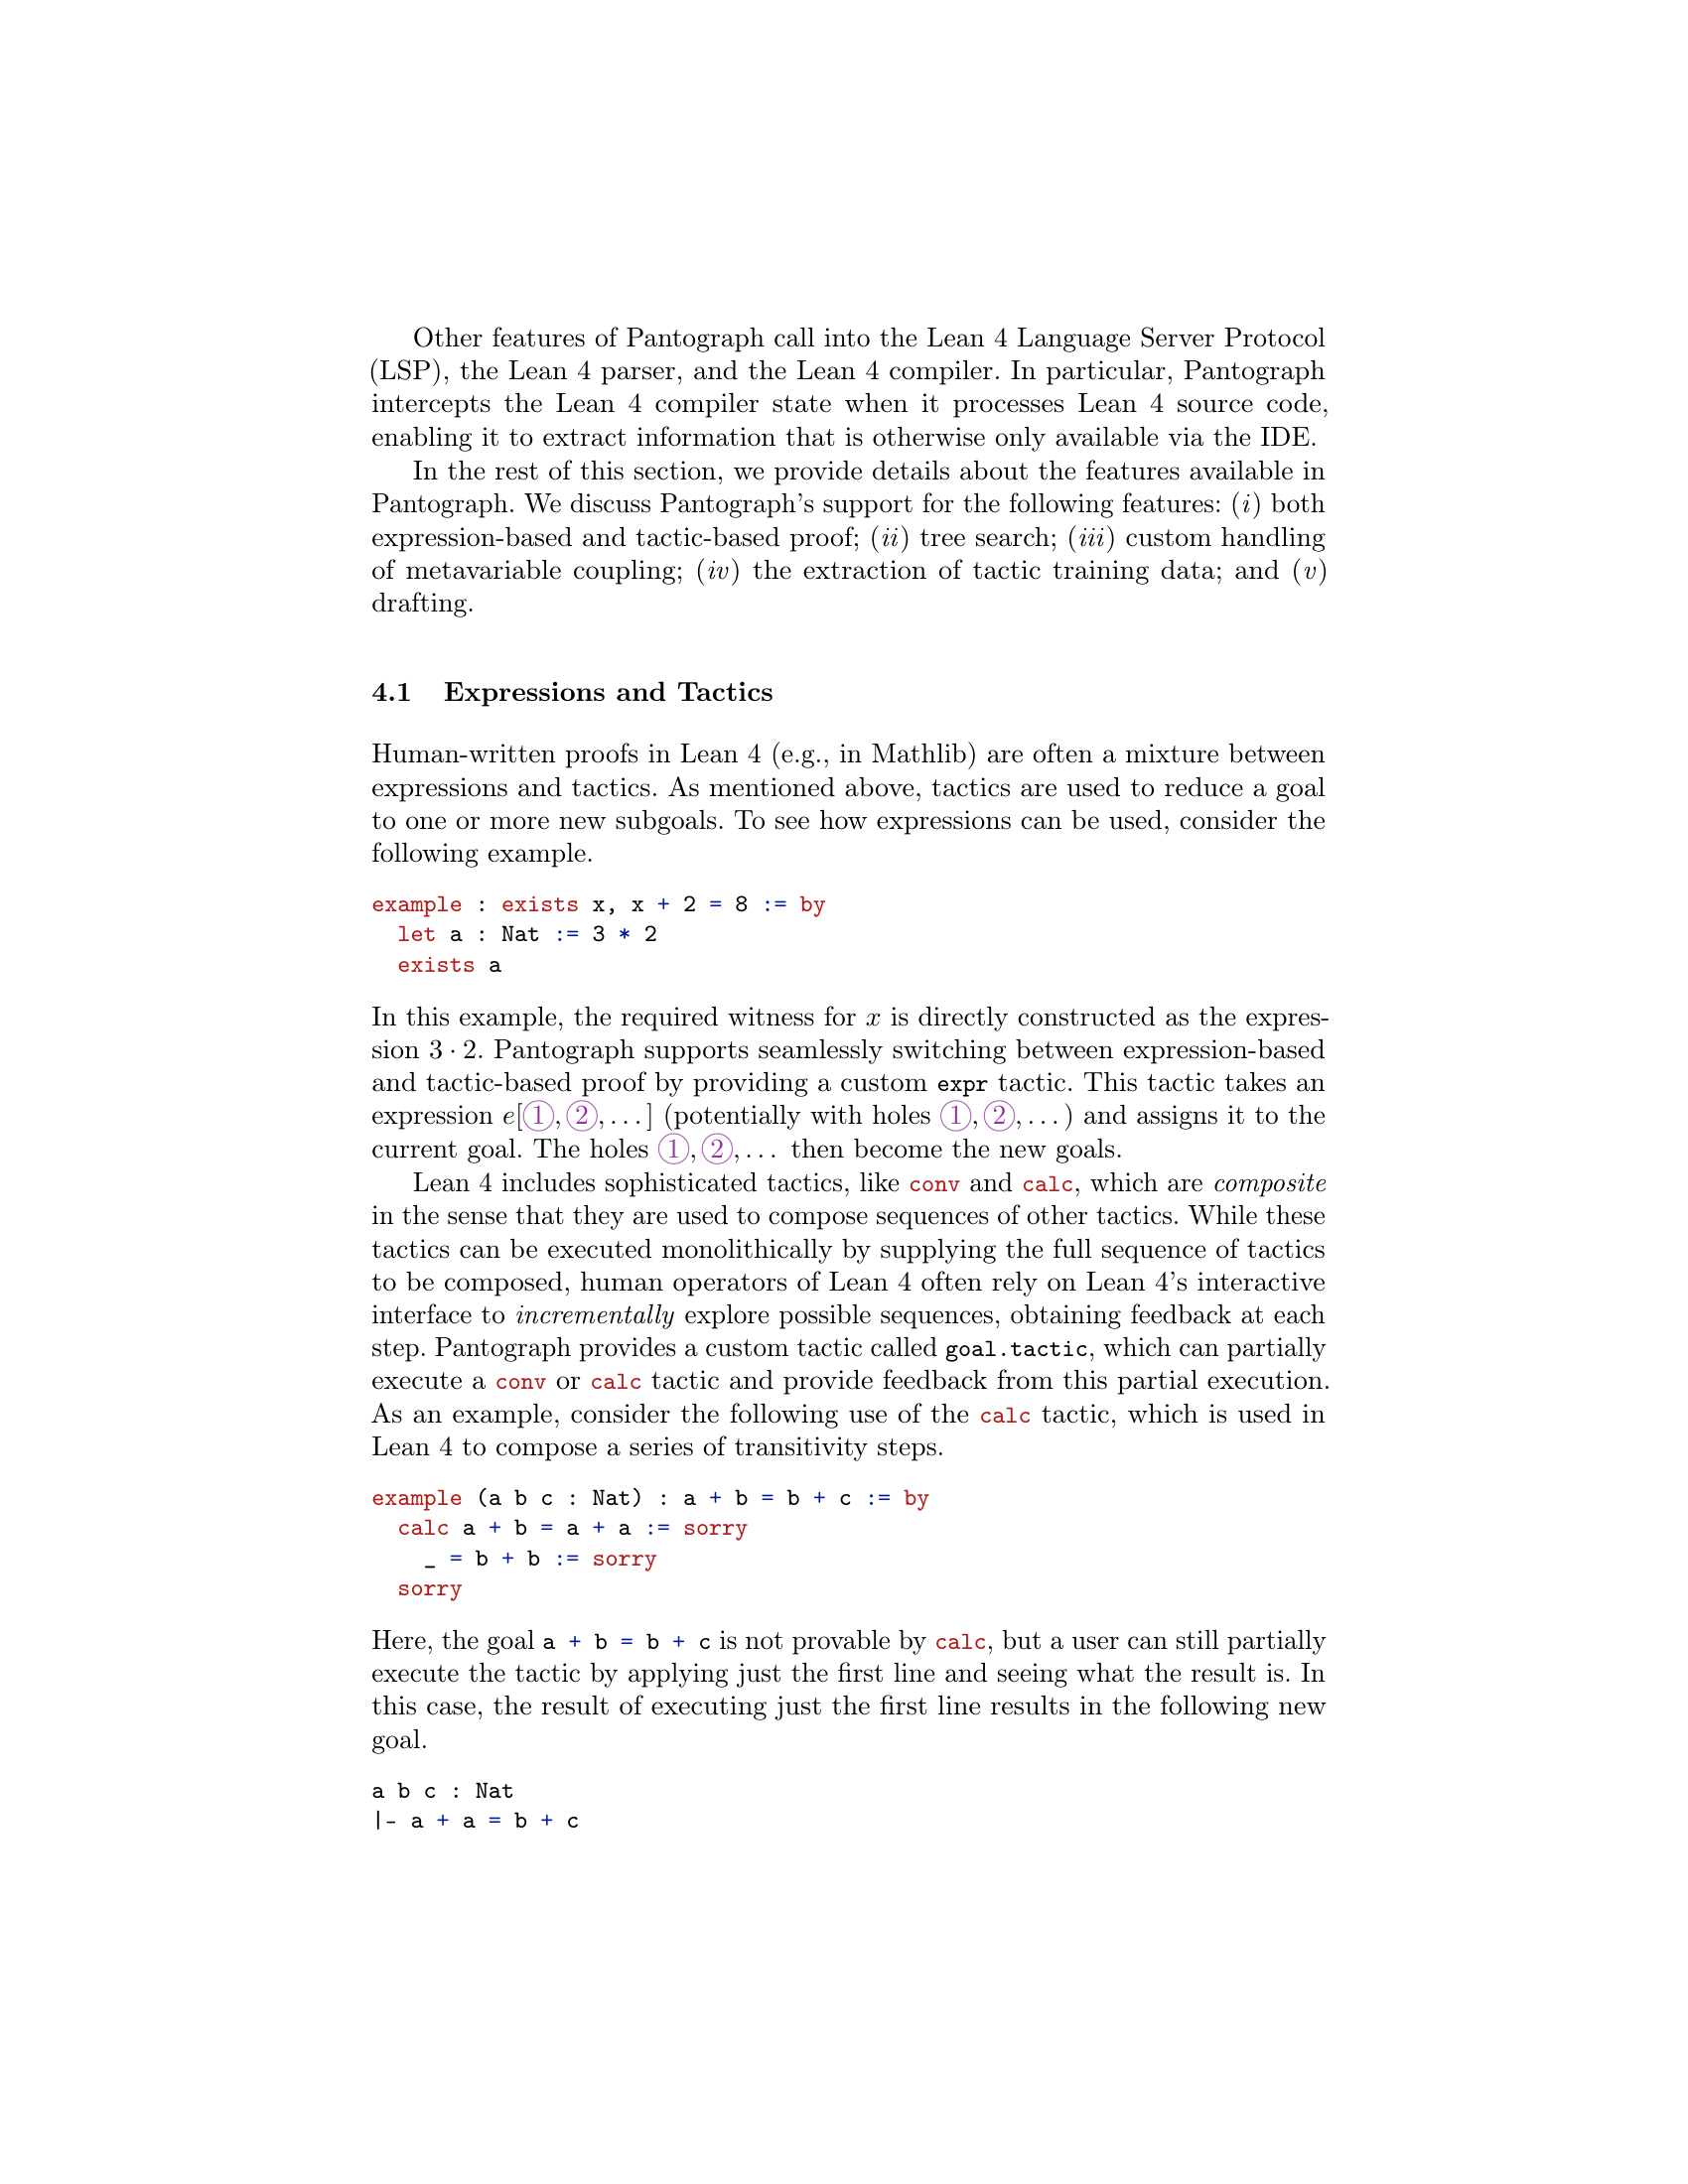 Other features of Pantograph call into the Lean 4 Language Server Protocol
(LSP), the Lean 4 parser, and the Lean 4 compiler. In particular, Pantograph
intercepts the Lean 4 compiler state when it processes Lean 4 source code,
enabling it to extract information that is otherwise only available via the IDE.
In the rest of this section, we provide details about the features available in
Pantograph. We discuss Pantograph's support for the following features: (i) both
expression-based and tactic-based proof; (ii) tree search; (iii) custom handling
of metavariable coupling; (iv) the extraction of tactic training data; and (v)
drafting.
4.1 Expressions and Tactics
Human-written proofs in Lean 4 (e.g., in Mathlib) are often a mixture between
expressions and tactics. As mentioned above, tactics are used to reduce a goal
to one or more new subgoals. To see how expressions can be used, consider the
following example.
example : exists x, x + 2 = 8 := by
  let a : Nat := 3 * 2
  exists a
In this example, the required witness for x is directly constructed as the expres-
sion 3 · 2. Pantograph supports seamlessly switching between expression-based
and tactic-based proof by providing a custom expr tactic. This tactic takes an
expression e[①, ②, . . . ] (potentially with holes ①, ②, . . . ) and assigns it to the
current goal. The holes ①, ②, . . . then become the new goals.
Lean 4 includes sophisticated tactics, like conv and calc, which are composite
in the sense that they are used to compose sequences of other tactics. While these
tactics can be executed monolithically by supplying the full sequence of tactics
to be composed, human operators of Lean 4 often rely on Lean 4's interactive
interface to incrementally explore possible sequences, obtaining feedback at each
step. Pantograph provides a custom tactic called goal.tactic, which can partially
execute a conv or calc tactic and provide feedback from this partial execution.
As an example, consider the following use of the calc tactic, which is used in
Lean 4 to compose a series of transitivity steps.
example (a b c : Nat) : a + b = b + c := by
  calc a + b = a + a := sorry
    _ = b + b := sorry
  sorry
Here, the goal a + b = b + c is not provable by calc, but a user can still partially
execute the tactic by applying just the first line and seeing what the result is. In
this case, the result of executing just the first line results in the following new
goal.
a b c : Nat
|- a + a = b + c